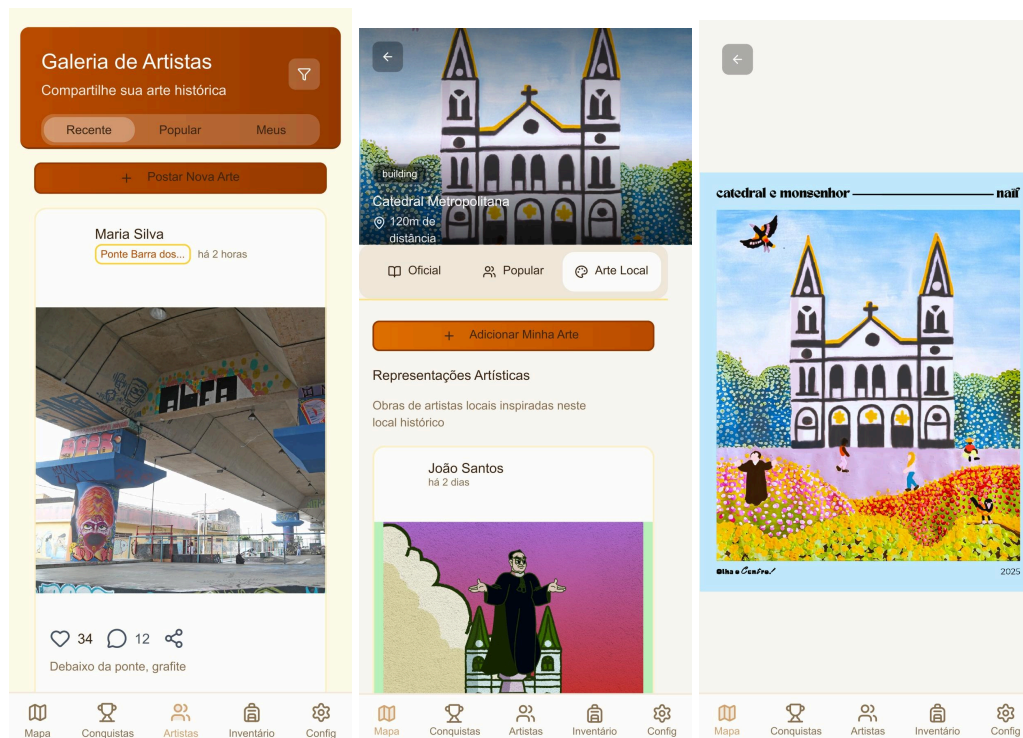 Galeria de Artistas
Compartilhe sua arte histórica
Recente Popular Meus
+ Postar Nova Arte
Maria Silva
Ponte Barra dos... há 2 horas
34 12
Debaixo da ponte, grafite
Mapa Conquistas Artistas Inventário Config
building
Catedral Metropolitana
120m de
distância
Oficial Popular Arte Local
+ Adicionar Minha Arte
Representações Artísticas
Obras de artistas locais inspiradas neste
local histórico
João Santos
há 2 dias
Mapa Conquistas Artistas Inventário Config
catedral e monsenhor naïf
Olha o Centro!
2025
Mapa Conquistas Artistas Inventário Config